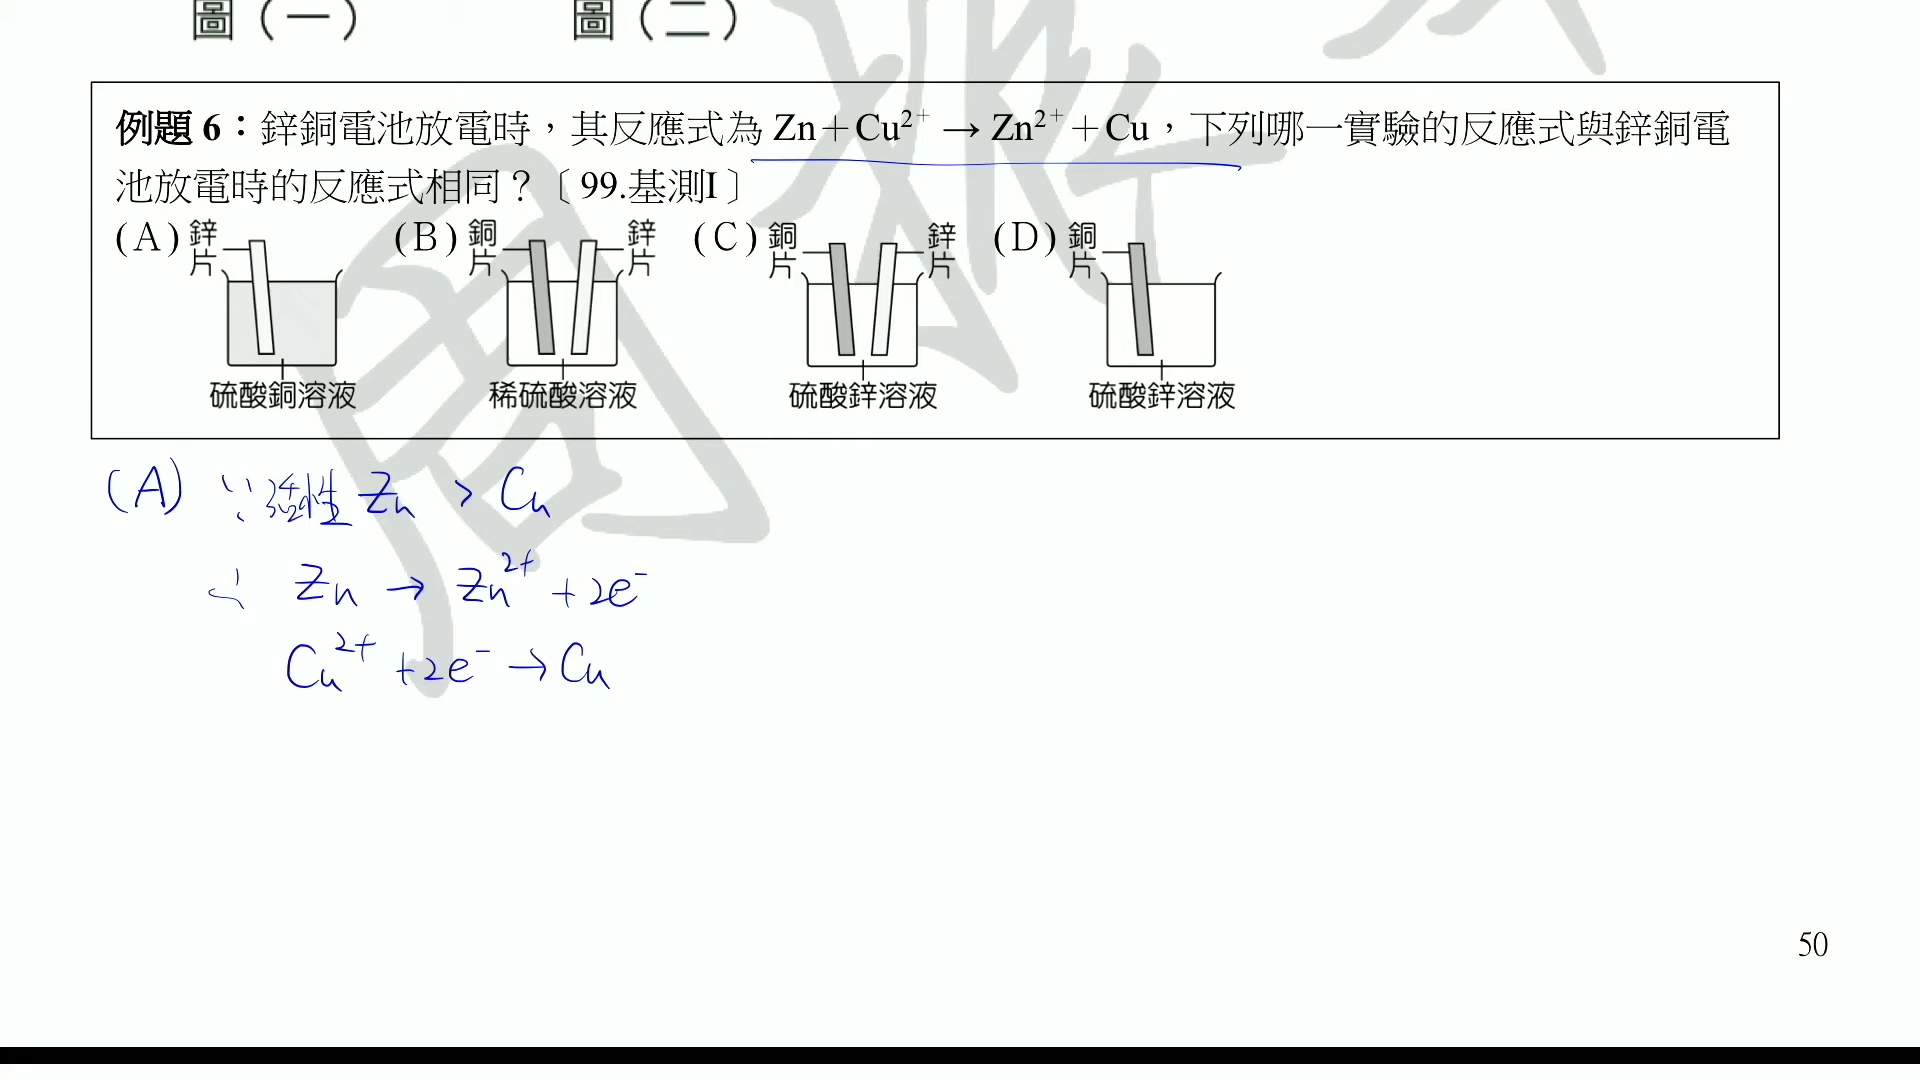 圖（一） 圖（二）
例題 6：鋅銅電池放電時，其反應式為 Zn＋Cu²⁺ → Zn²⁺＋Cu，下列哪一實驗的反應式與鋅銅電
池放電時的反應式相同？〔 99.基測I 〕
(A) 鋅片 (B) 銅片 鋅片 (C) 銅片 鋅片 (D) 銅片
硫酸銅溶液 稀硫酸溶液 硫酸鋅溶液 硫酸鋅溶液
(A) ∵ 活性 Zn > Cu
∴ Zn → Zn²⁺ + 2e⁻
Cu²⁺ + 2e⁻ → Cu
50